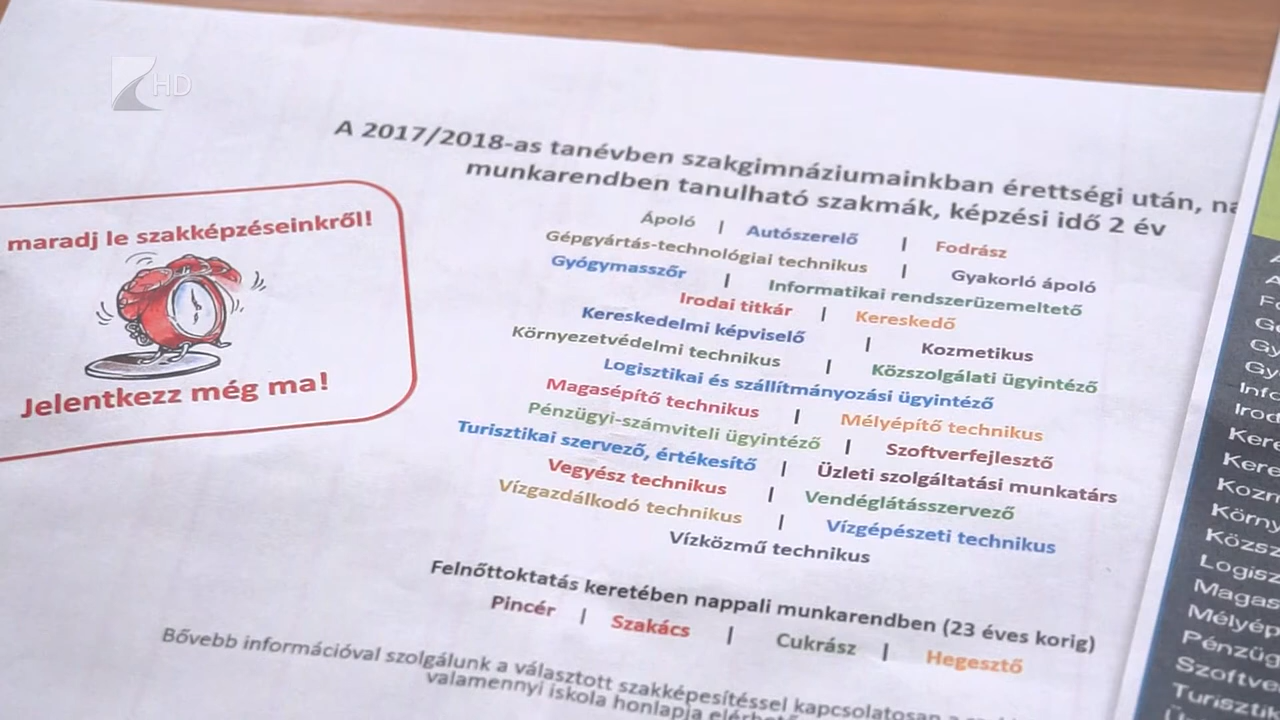 HD
A 2017/2018-as tanévben szakgimnáziumainkban érettségi után,
munkarendben tanulható szakmák, képzési idő 2 év
maradj le szakképzéseinkről!
Jelentkezz még ma!
Ápoló | Autószerelő | Fodrász
Gépgyártás-technológiai technikus | Gyakorló ápoló
Gyógymasszőr | Informatikai rendszerüzemeltető
Irodai titkár | Kereskedő
Kereskedelmi képviselő | Kozmetikus
Környezetvédelmi technikus | Közszolgálati ügyintéző
Logisztikai és szállítmányozási ügyintéző
Magasépítő technikus | Mélyépítő technikus
Pénzügyi-számviteli ügyintéző | Szoftverfejlesztő
Turisztikai szervező, értékesítő | Üzleti szolgáltatási munkatárs
Vegyész technikus | Vendéglátásszervező
Vízgazdálkodó technikus | Vízgépészeti technikus
Vízközmű technikus
Felnőttoktatás keretében nappali munkarendben (23 éves korig)
Pincér | Szakács | Cukrász | Hegesztő
Bővebb információval szolgálunk a választott szakképesítéssel kapcsolatosan a
valamennyi iskola honlapja